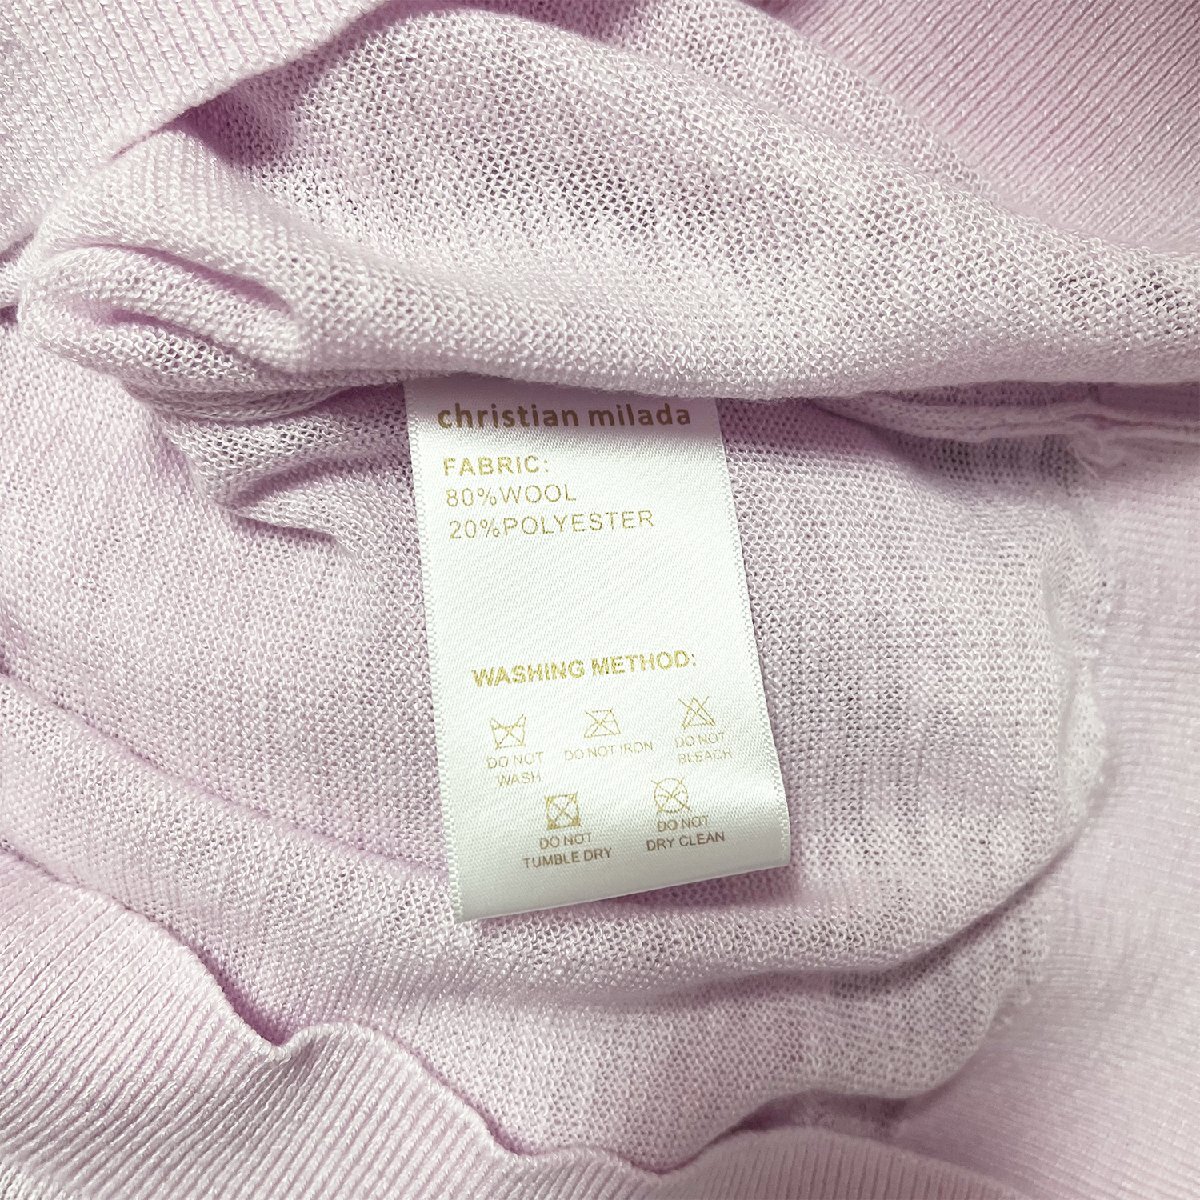 christian milada
FABRIC:
80%WOOL
20%POLYESTER
WASHING METHOD:
DO NOT
WASH
DO NOT IRON
DO NOT
BLEACH
DO NOT
TUMBLE DRY
DO NOT
DRY CLEAN